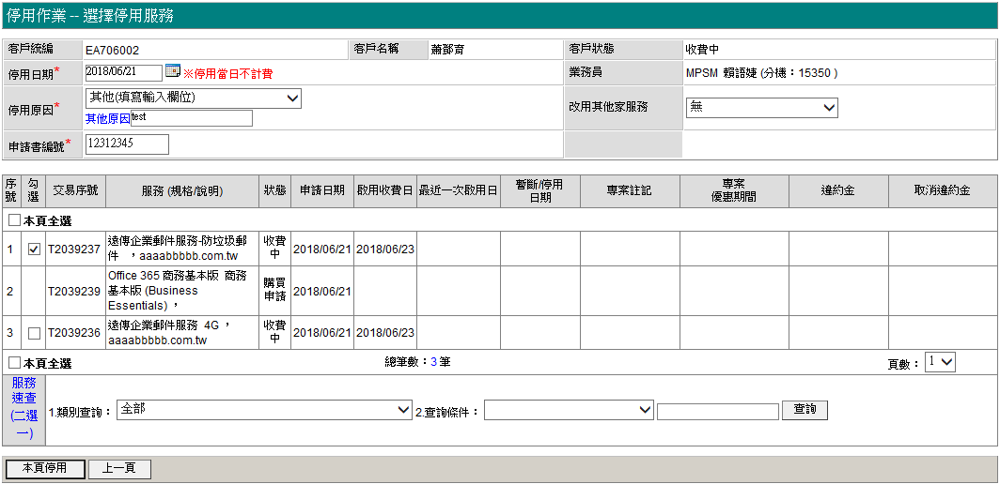 停用作業 -- 選擇停用服務
客戶統編 EA706002 客戶名稱 蕭鄧育 客戶狀態 收費中
停用日期* 2018/06/21 ※停用當日不計費 業務員 MPSM 賴語婕 (分機：15350 )
停用原因* 其他(填寫輸入欄位) 改用其他家服務 無
其他原因 test
申請書編號* 12312345
序號 勾選 交易序號 服務 (規格/說明) 狀態 申請日期 啟用收費日 最近一次啟用日 暫斷/停用日期 專案註記 專案優惠期間 違約金 取消違約金
本頁全選
1 T2039237 遠傳企業郵件服務-防垃圾郵件 ，aaaabbbbb.com.tw 收費中 2018/06/21 2018/06/23
2 T2039239 Office 365 商務基本版 商務基本版 (Business Essentials) ， 購買申請 2018/06/21
3 T2039236 遠傳企業郵件服務 4G ，aaaabbbbb.com.tw 收費中 2018/06/21 2018/06/23
本頁全選 總筆數：3 筆 頁數： 1
服務速查(二選一) 1.類別查詢： 全部 2.查詢條件： 查詢
本頁停用 上一頁